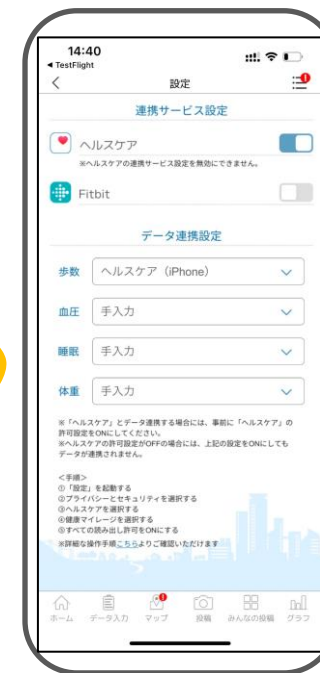 14:40
◀ TestFlight
設定
連携サービス設定
ヘルスケア
※ヘルスケアの連携サービス設定を無効にできません。
Fitbit
データ連携設定
歩数 ヘルスケア（iPhone）
血圧 手入力
睡眠 手入力
体重 手入力
※「ヘルスケア」とデータ連携する場合には、事前に「ヘルスケア」の
許可設定をONにしてください。
※ヘルスケアの許可設定がOFFの場合には、上記の設定をONにしても
データが連携されません。
＜手順＞
①「設定」を起動する
②プライバシーとセキュリティを選択する
③ヘルスケアを選択する
④健康マイレージを選択する
⑤すべての読み出し許可をONにする
※詳細な操作手順こちらよりご確認いただけます
ホーム データ入力 マップ 投稿 みんなの投稿 グラフ